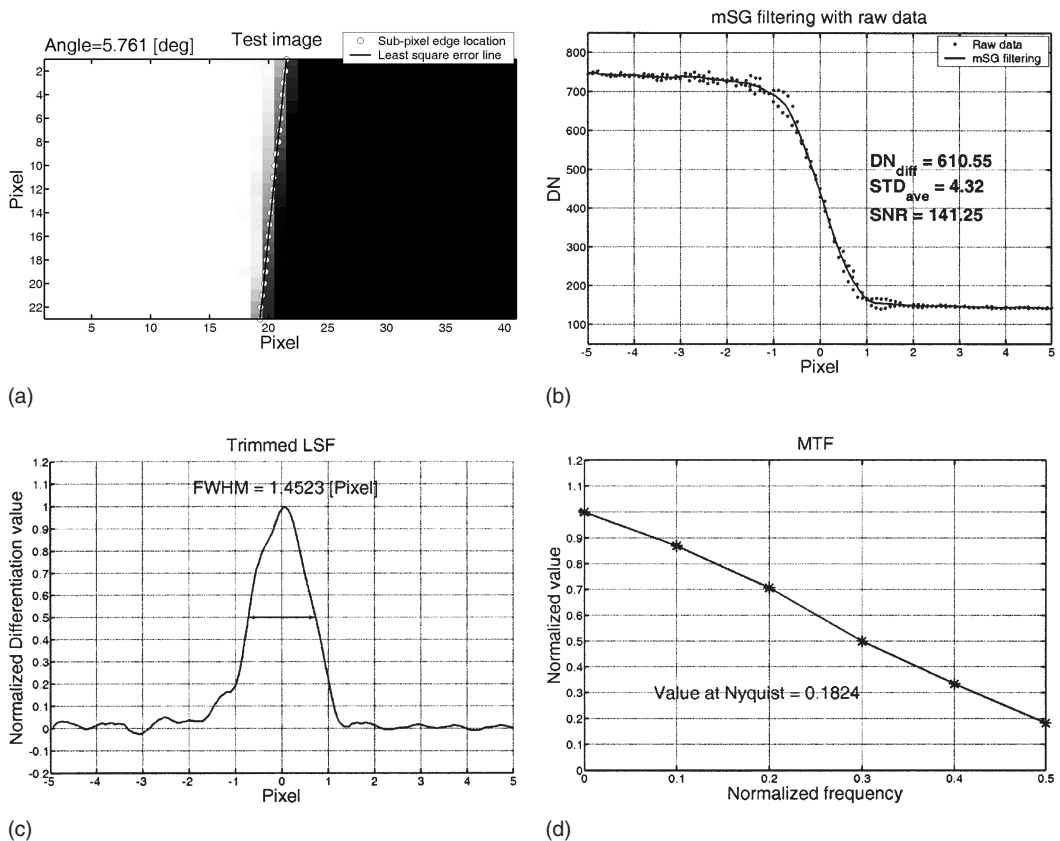 Angle=5.761 [deg]
Test image
Sub-pixel edge location
Least square error line
2
4
6
8
10
12
14
16
18
20
22
Pixel
5 10 15 20 25 30 35 40
Pixel
(a)
mSG filtering with raw data
Raw data
mSG filtering
800
700
600
500
400
300
200
100
DN
DN_diff = 610.55
STD_ave = 4.32
SNR = 141.25
-5 -4 -3 -2 -1 0 1 2 3 4 5
Pixel
(b)
Trimmed LSF
FWHM = 1.4523 [Pixel]
1.2
1.1
1
0.9
0.8
0.7
0.6
0.5
0.4
0.3
0.2
0.1
0
-0.1
-0.2
Normalized Differentiation value
-5 -4 -3 -2 -1 0 1 2 3 4 5
Pixel
(c)
MTF
1.2
1.1
1
0.9
0.8
0.7
0.6
0.5
0.4
0.3
0.2
0.1
0
Normalized value
Value at Nyquist = 0.1824
0 0.1 0.2 0.3 0.4 0.5
Normalized frequency
(d)